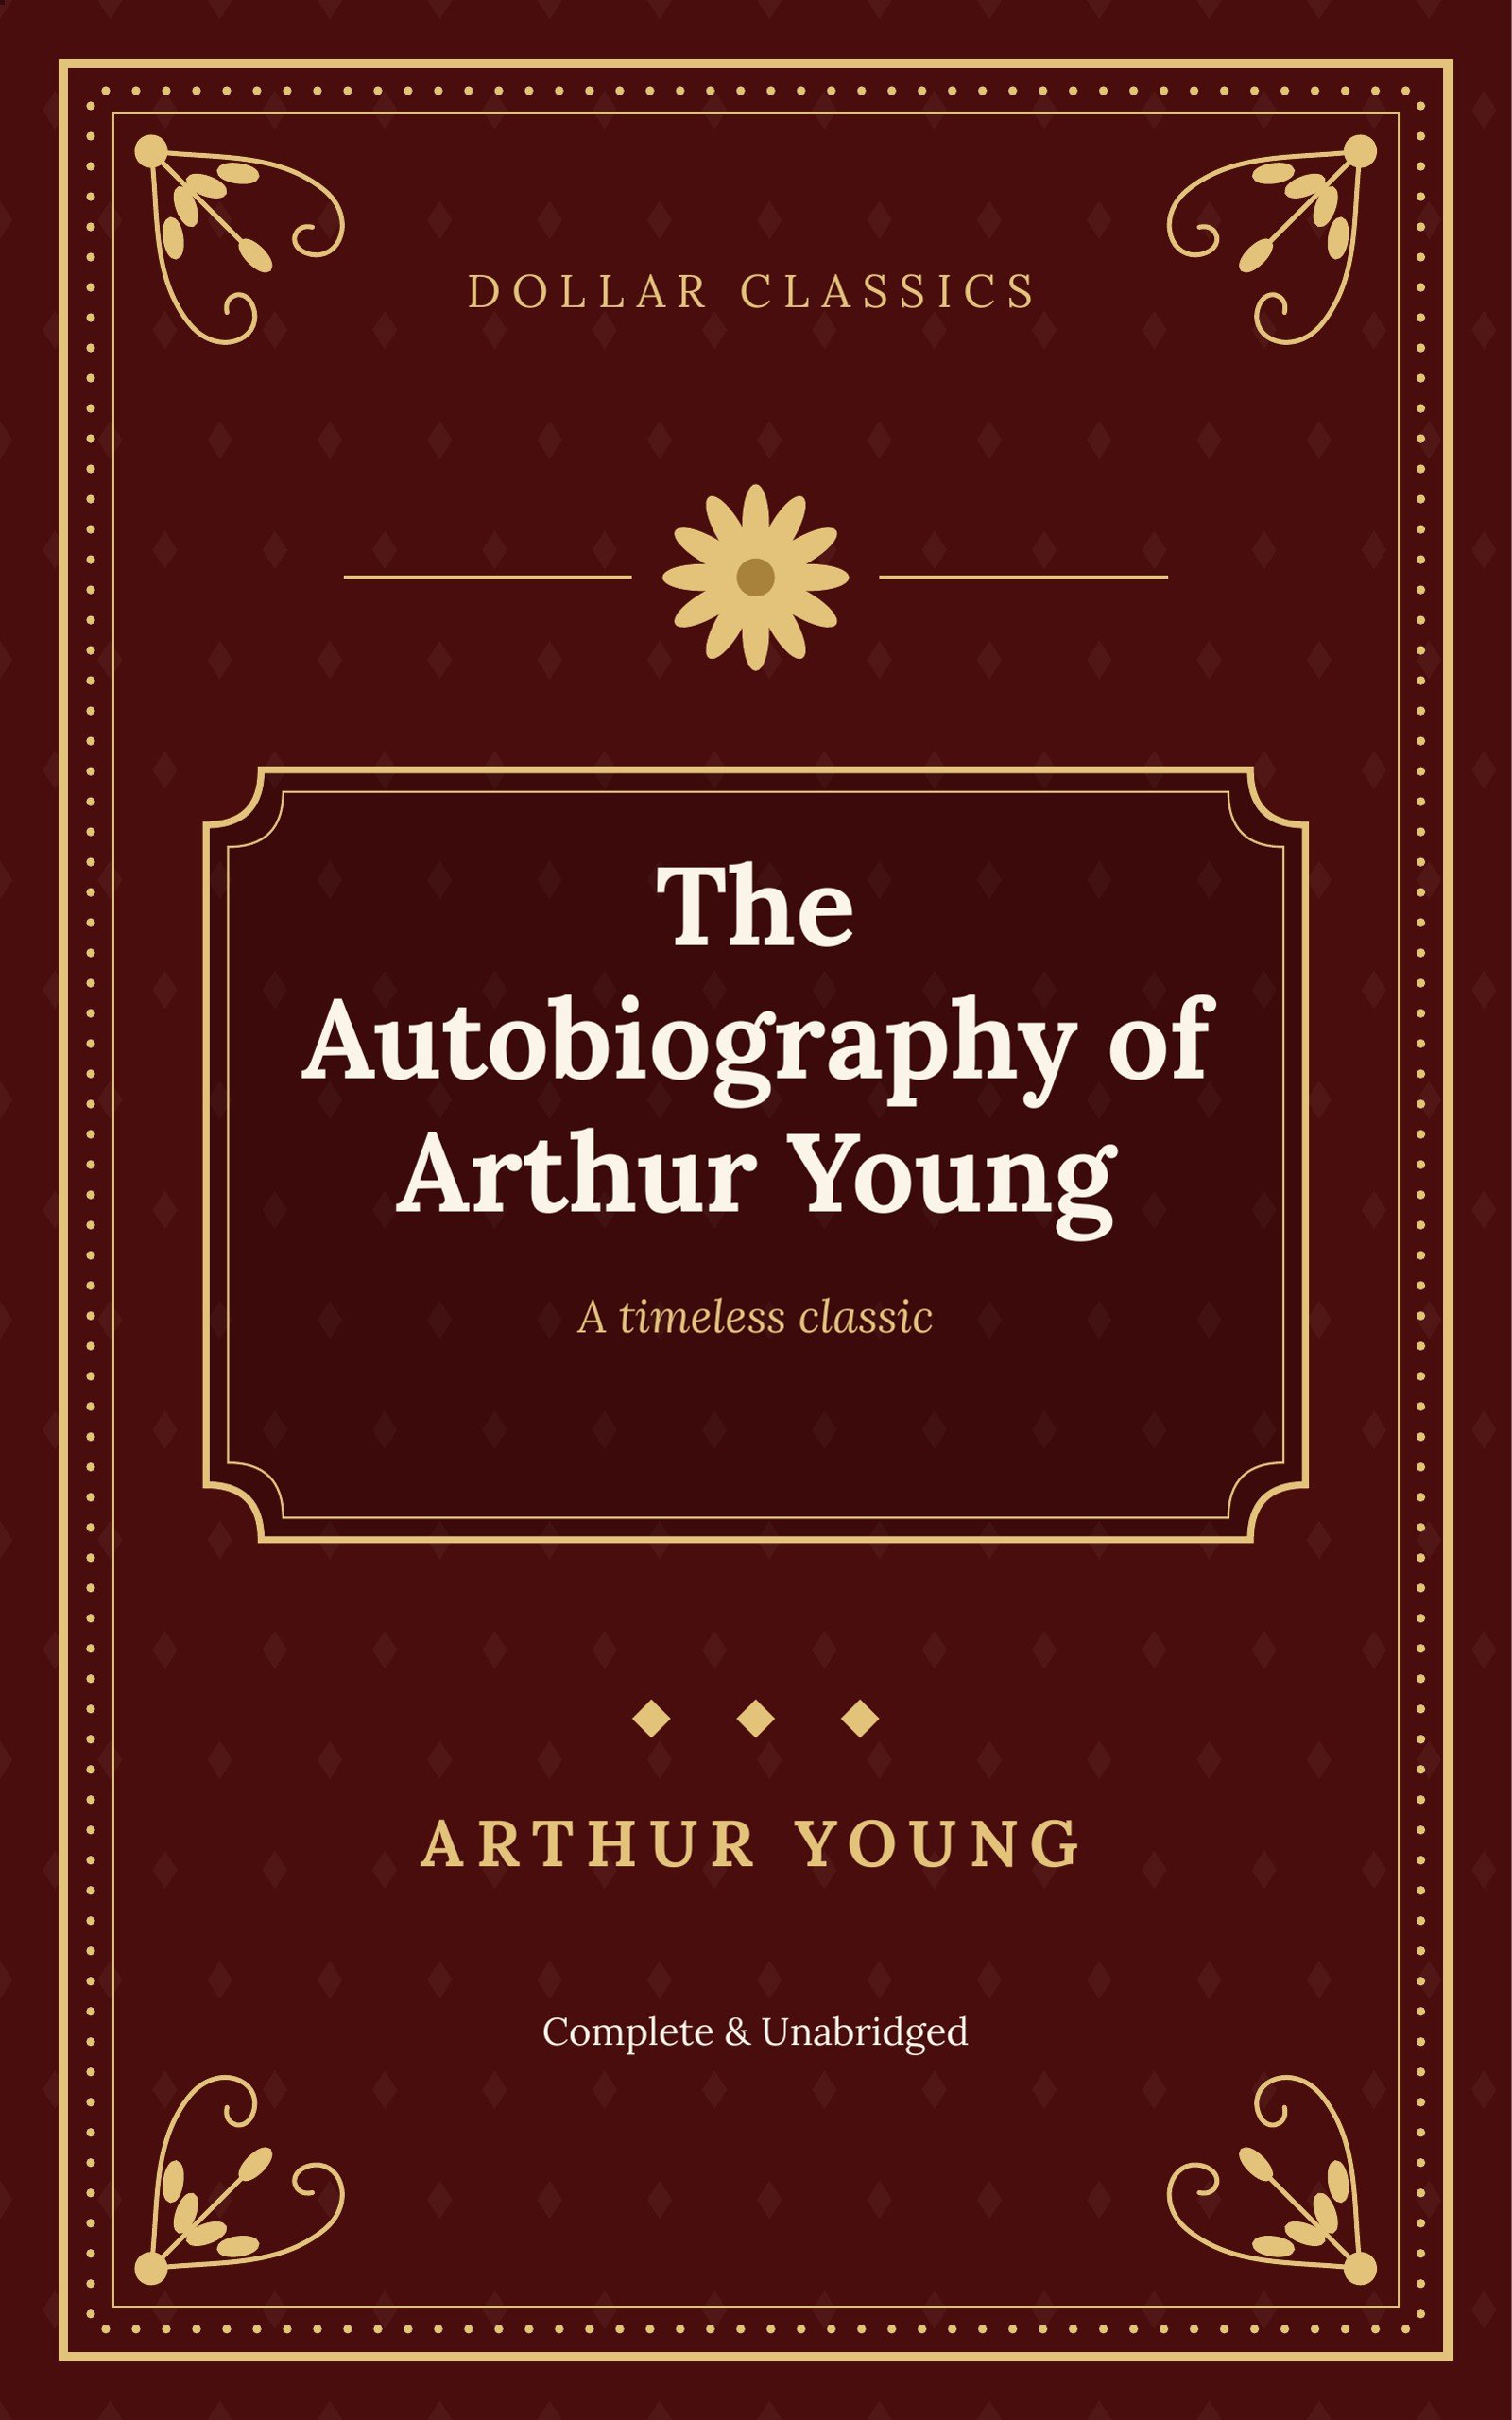 DOLLAR CLASSICS
The
Autobiography of
Arthur Young
A timeless classic
ARTHUR YOUNG
Complete & Unabridged